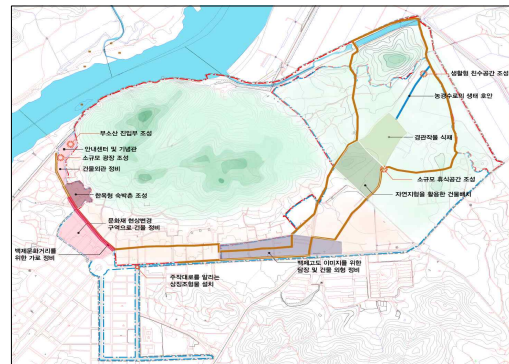 생활형 친수공간 조성
농경수로의 생태 호안
부소산 진입부 조성
경관작물 식재
안내센터 및 기념관
소규모 광장 조성
건물외관 정비
소규모 휴식공간 조성
한옥형 숙박촌 조성
자연지형을 활용한 건물배치
문화재 현상변경
구역으로 건물 정비
백제문화거리를
위한 가로 정비
주작대로를 알리는
상징조형물 설치
백제고도 이미지를 위한
담장 및 건물 외형 정비